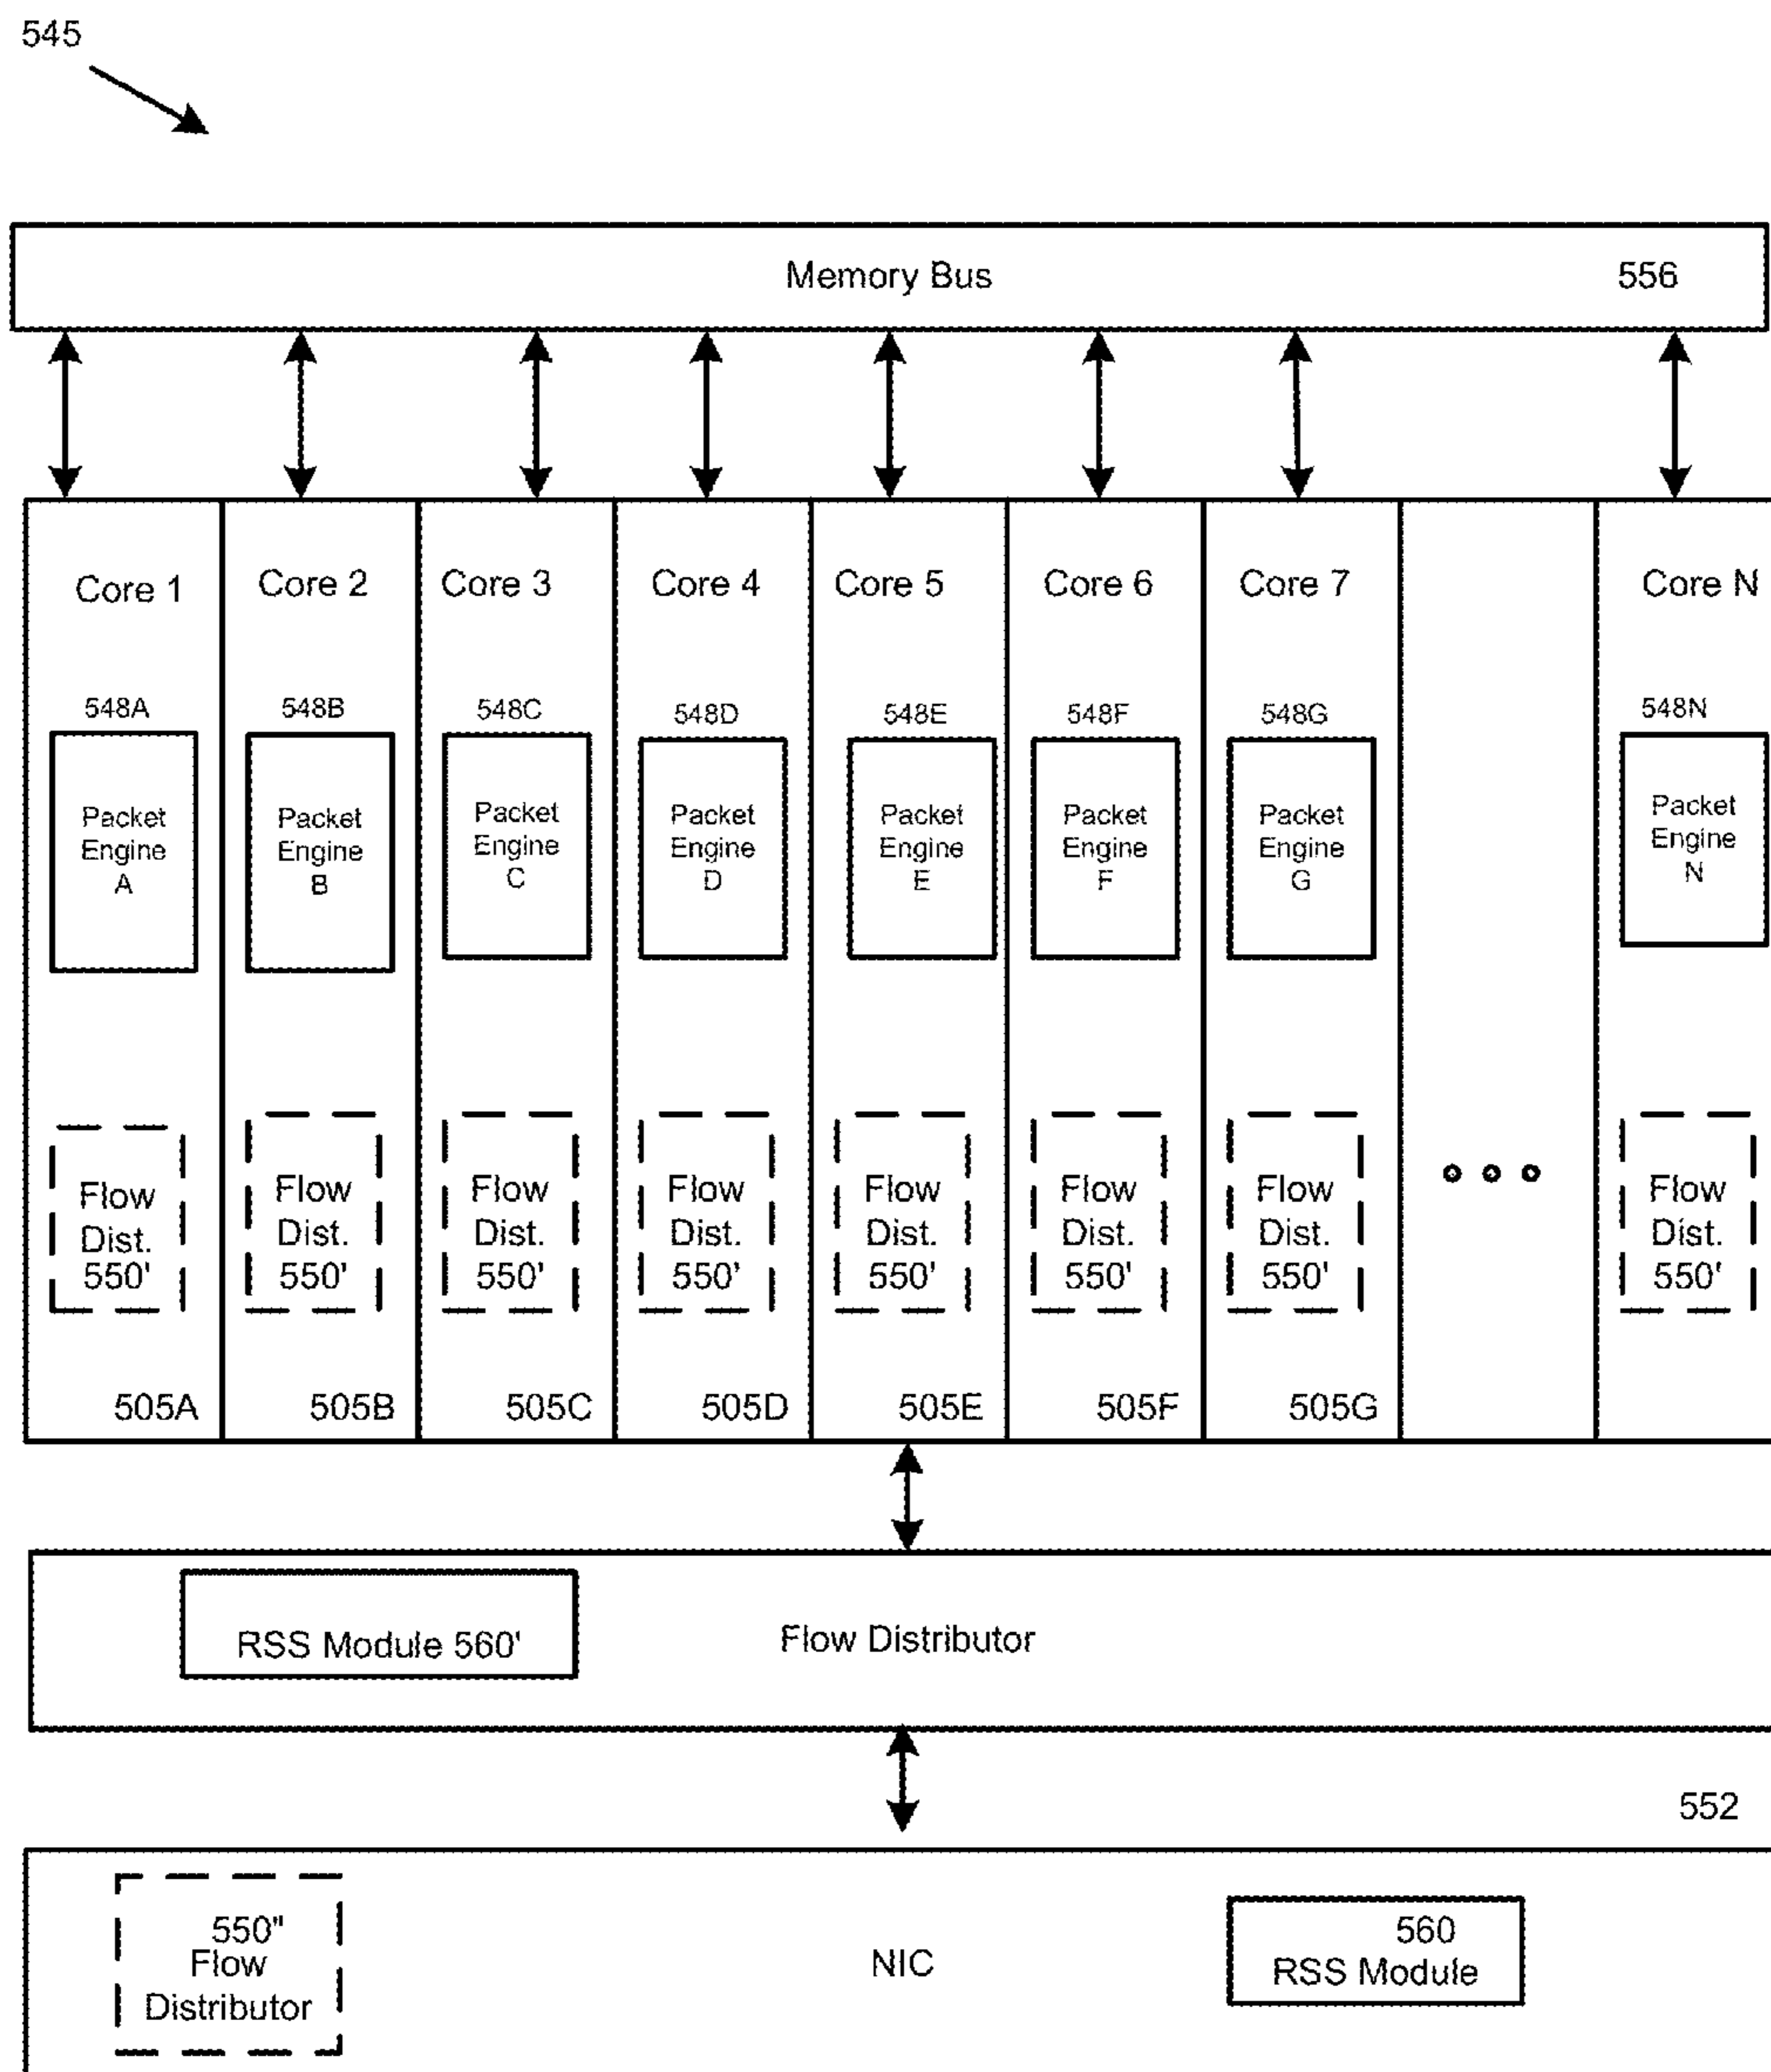 545
Memory Bus 556
Core 1 Core 2 Core 3 Core 4 Core 5 Core 6 Core 7 Core N
548A 548B 548C 548D 548E 548F 548G 548N
Packet
Engine
A
Packet
Engine
B
Packet
Engine
C
Packet
Engine
D
Packet
Engine
E
Packet
Engine
F
Packet
Engine
G
Packet
Engine
N
Flow
Dist.
550'
Flow
Dist.
550'
Flow
Dist.
550'
Flow
Dist.
550'
Flow
Dist.
550'
Flow
Dist.
550'
Flow
Dist.
550'
Flow
Dist.
550'
505A 505B 505C 505D 505E 505F 505G
RSS Module 560' Flow Distributor
552
550"
Flow
Distributor
NIC
560
RSS Module